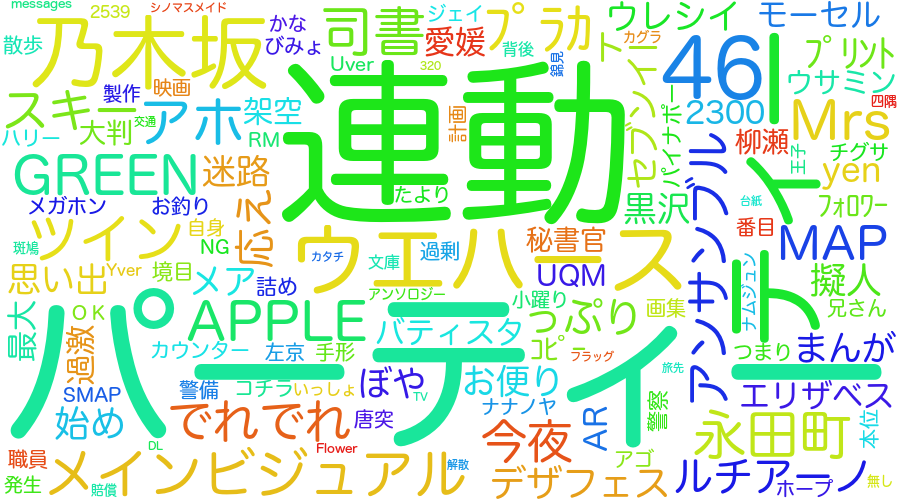 messages
2539
シノマスメイド
散歩
乃木坂
かな
びみょ
司書
Uver
愛媛
ジェイ
プラカ
背後
320
錦見
ウレシイ
カグラ
モーセル
プリント
ウサミン
46
2300
四隅
Mrs
スキー
製作
映画
アホ
架空
大判
交通
ハリー
RM
計画
連動
セブンイレ
パイナポー
柳瀬
王子
チグサ
yen
GREEN
迷路
たより
黒沢
台紙
フォロワー
メガホン
お釣り
自身
応え
カタチ
ウエハース
過剰
秘書官
番目
MAP
斑鳩
ツイン
NG
文庫
UQM
ナムジュン
擬人
思い出
Yver
境目
メア
詰め
アンソロジー
小躍り
っぷり
画集
兄さん
最大
OK
APPLE
バティスタ
コピー
フラッグ
つまり
まんが
過激
カウンター
左京
手形
旅先
パーティー
アンサンブル
ティアー
SMAP
警備
コチラ
いっしょ
ぼや
TV
お便り
ナナノヤ
警察
エリザベス
始め
でれでれ
唐突
今夜
AR
永田町
本位
DL
Flower
職員
メインビジュアル
解散
アゴ
デザフェス
ルチアーノ
ホープ
無し
発生
賠償